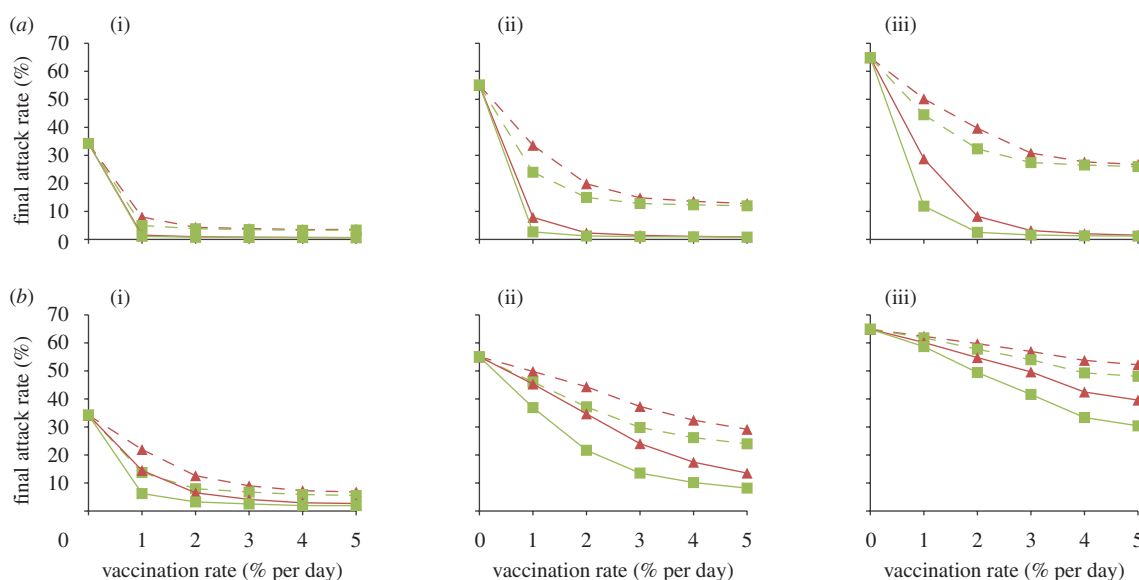 (a) (i) (ii) (iii)
70
60
50
40
30
20
10
0
final attack rate (%)
(b) (i) (ii) (iii)
70
60
50
40
30
20
10
final attack rate (%)
0 1 2 3 4 5 0 1 2 3 4 5 0 1 2 3 4 5
vaccination rate (% per day) vaccination rate (% per day) vaccination rate (% per day)